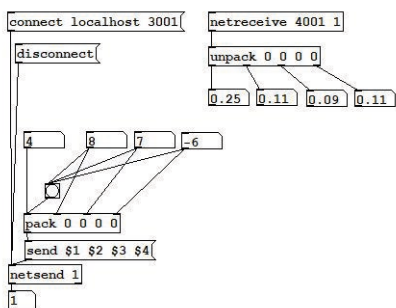 connect localhost 3001
netreceive 4001 1
disconnect
unpack 0 0 0 0
0.25 0.11 0.09 0.11
4 8 7 -6
pack 0 0 0 0
send $1 $2 $3 $4
netsend 1
1